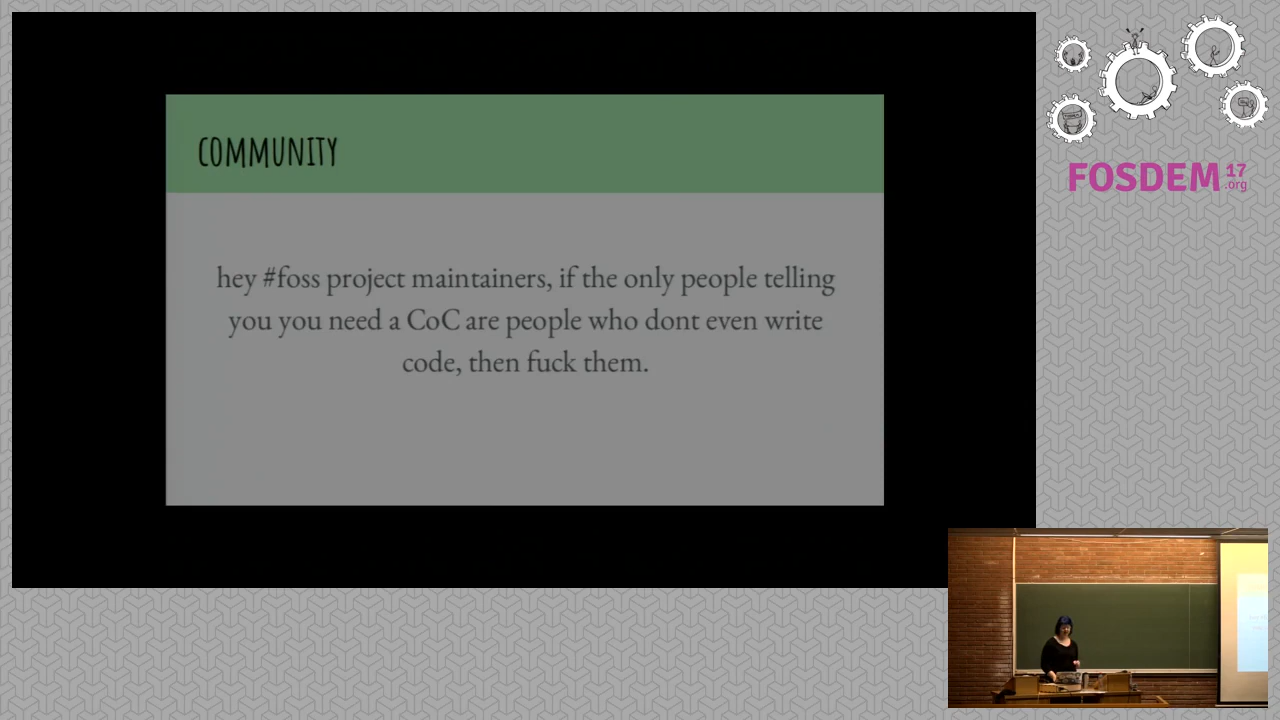 COMMUNITY
hey #foss project maintainers, if the only people telling
you you need a CoC are people who dont even write
code, then fuck them.
FOSDEM 17
.org